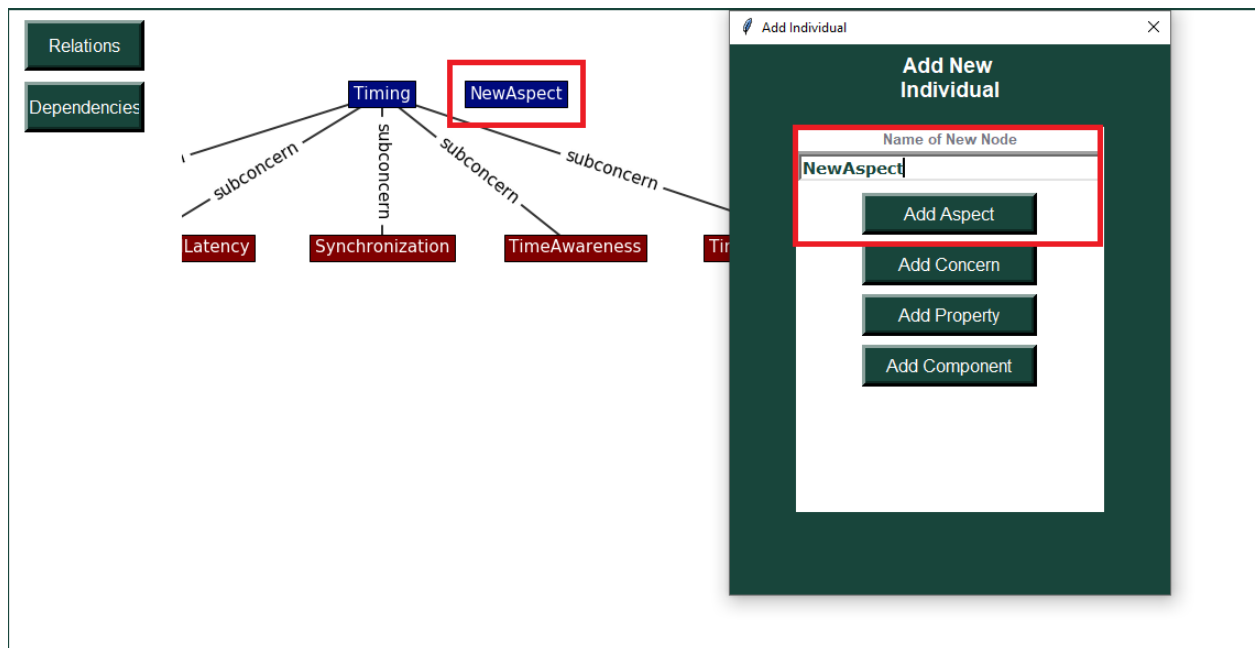 Relations
Dependencies
Timing
NewAspect
subconcern
subconcern
subconcern
subconcern
Latency
Synchronization
TimeAwareness
Add Individual
Add New
Individual
Name of New Node
NewAspect
Add Aspect
Add Concern
Add Property
Add Component